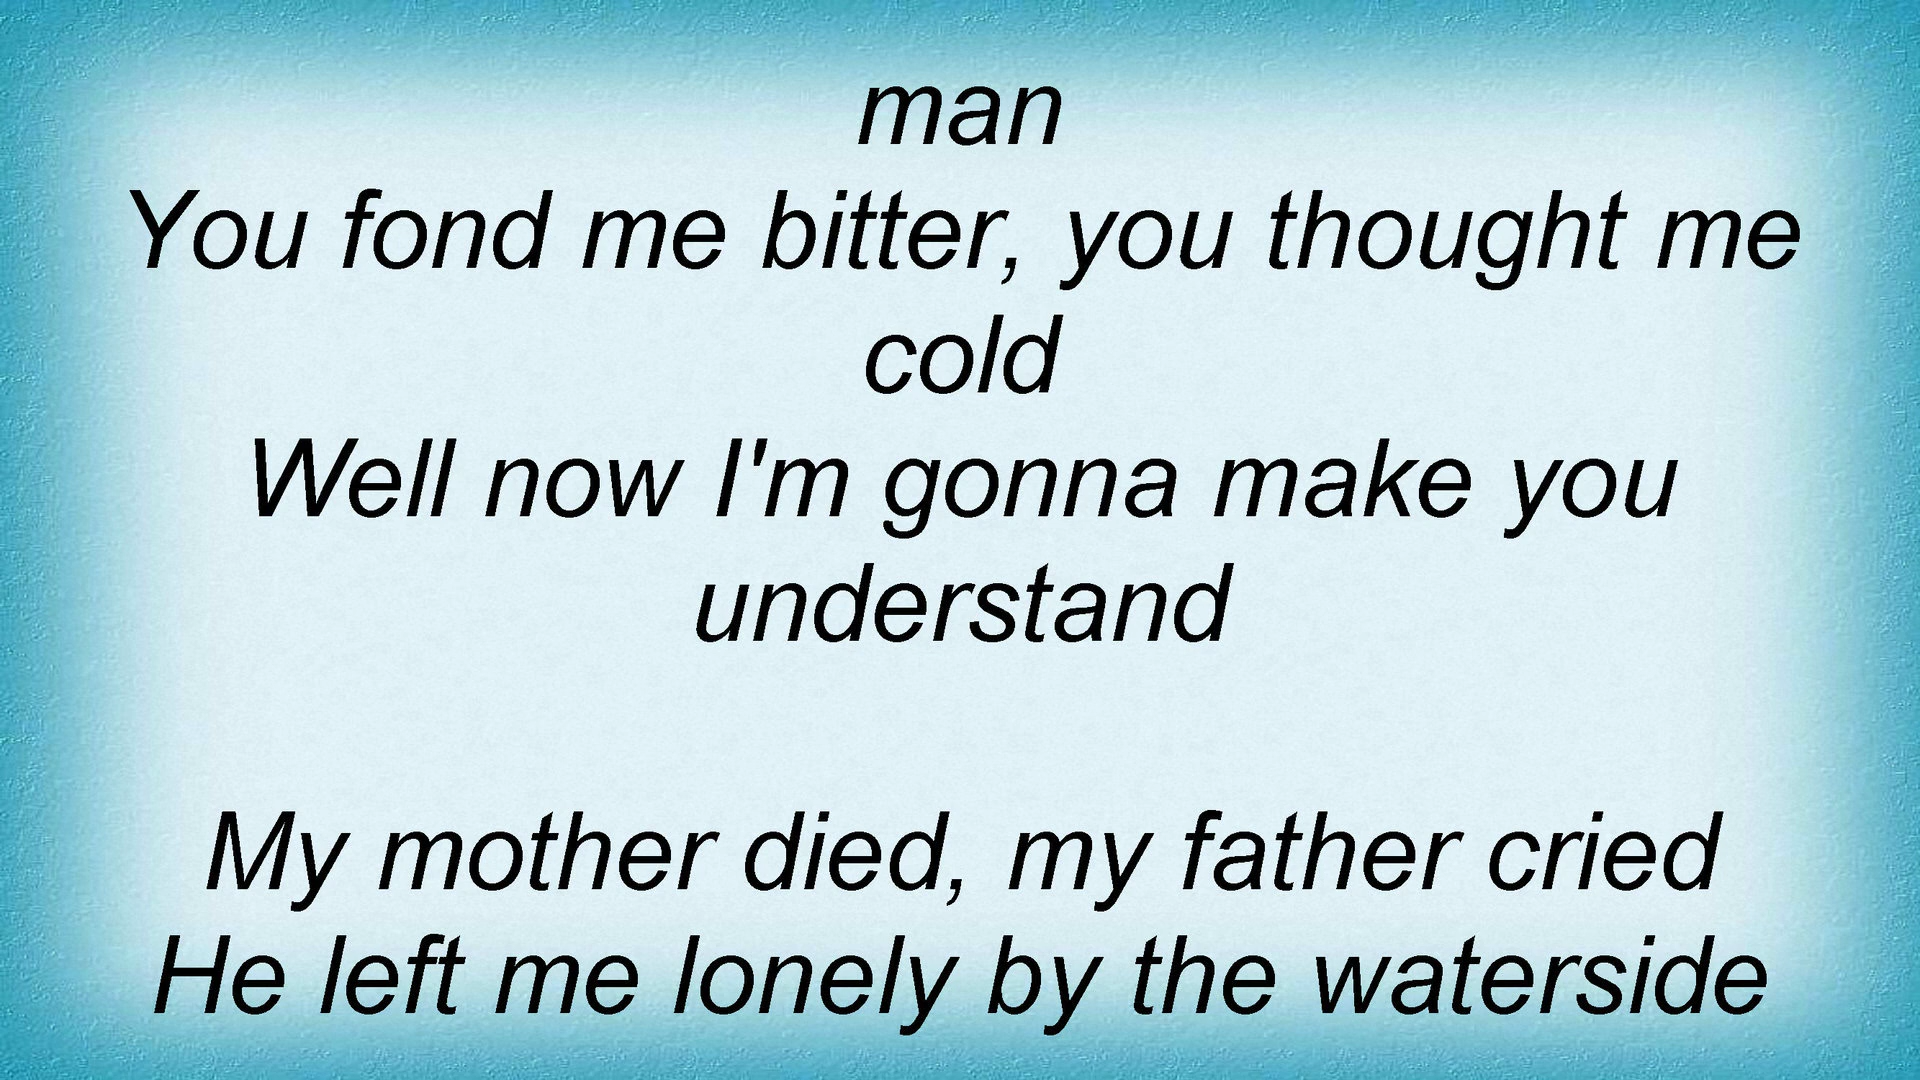 man
You fond me bitter, you thought me
cold
Well now I'm gonna make you
understand
My mother died, my father cried
He left me lonely by the waterside